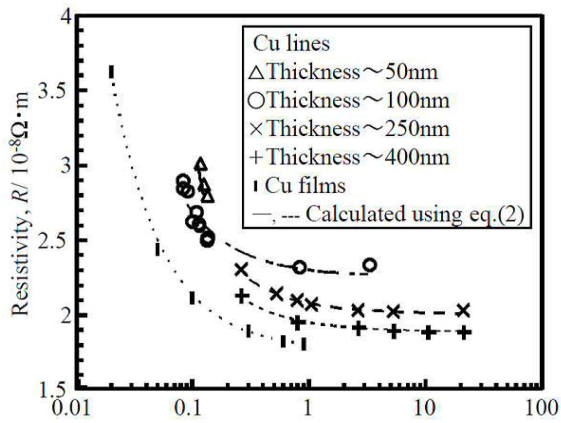 4
3.5
3
2.5
2
1.5
Resistivity, R/ 10-8Ω·m
Cu lines
△Thickness～50nm
○Thickness～100nm
×Thickness～250nm
+Thickness～400nm
Cu films
—, --- Calculated using eq.(2)
0.01 0.1 1 10 100